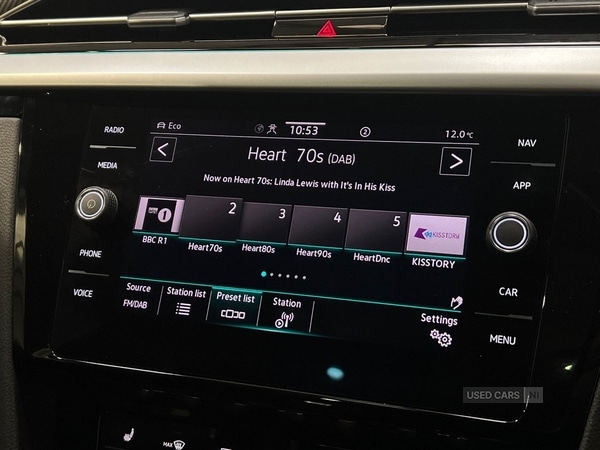 RADIO
MEDIA
PHONE
VOICE
Eco
10:53
2
12.0°C
Heart 70s (DAB)
Now on Heart 70s: Linda Lewis with It's In His Kiss
1
2
3
4
5
KISSTORY
BBC R1
Heart70s
Heart80s
Heart90s
HeartDnc
KISSTORY
Source
FM/DAB
Station list
Preset list
Station
Settings
NAV
APP
CAR
MENU
MAX
USED CARS NI